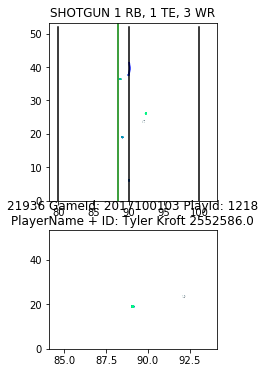 SHOTGUN 1 RB, 1 TE, 3 WR
50
40
30
20
10
0
80 85 90 95 100
21936 GameId: 2017100103 PlayId: 1218
PlayerName + ID: Tyler Kroft 2552586.0
40
20
0
85.0 87.5 90.0 92.5